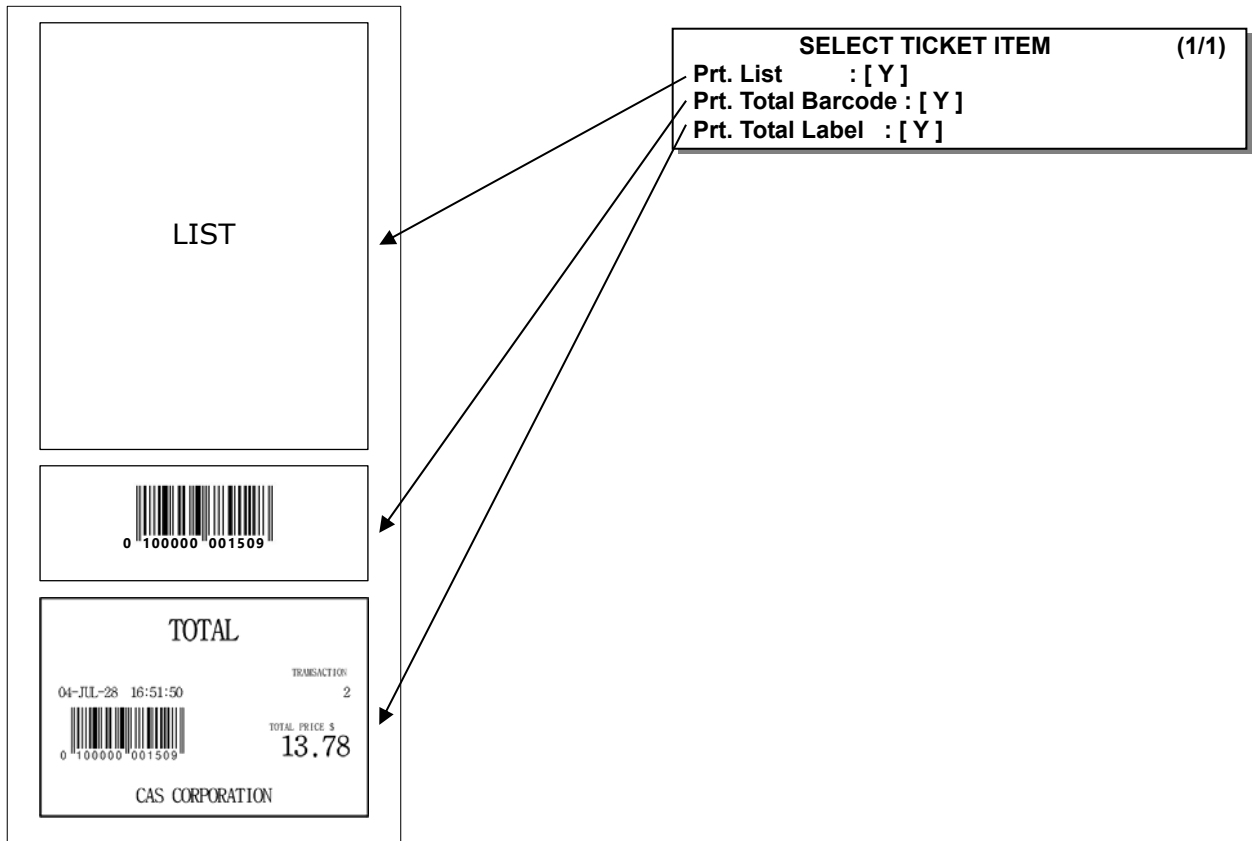 SELECT TICKET ITEM (1/1)
Prt. List : [ Y ]
Prt. Total Barcode : [ Y ]
Prt. Total Label : [ Y ]
LIST
0 100000 001509
TOTAL
TRANSACTION
04-JUL-28 16:51:50 2
TOTAL PRICE $
13.78
0 100000 001509
CAS CORPORATION